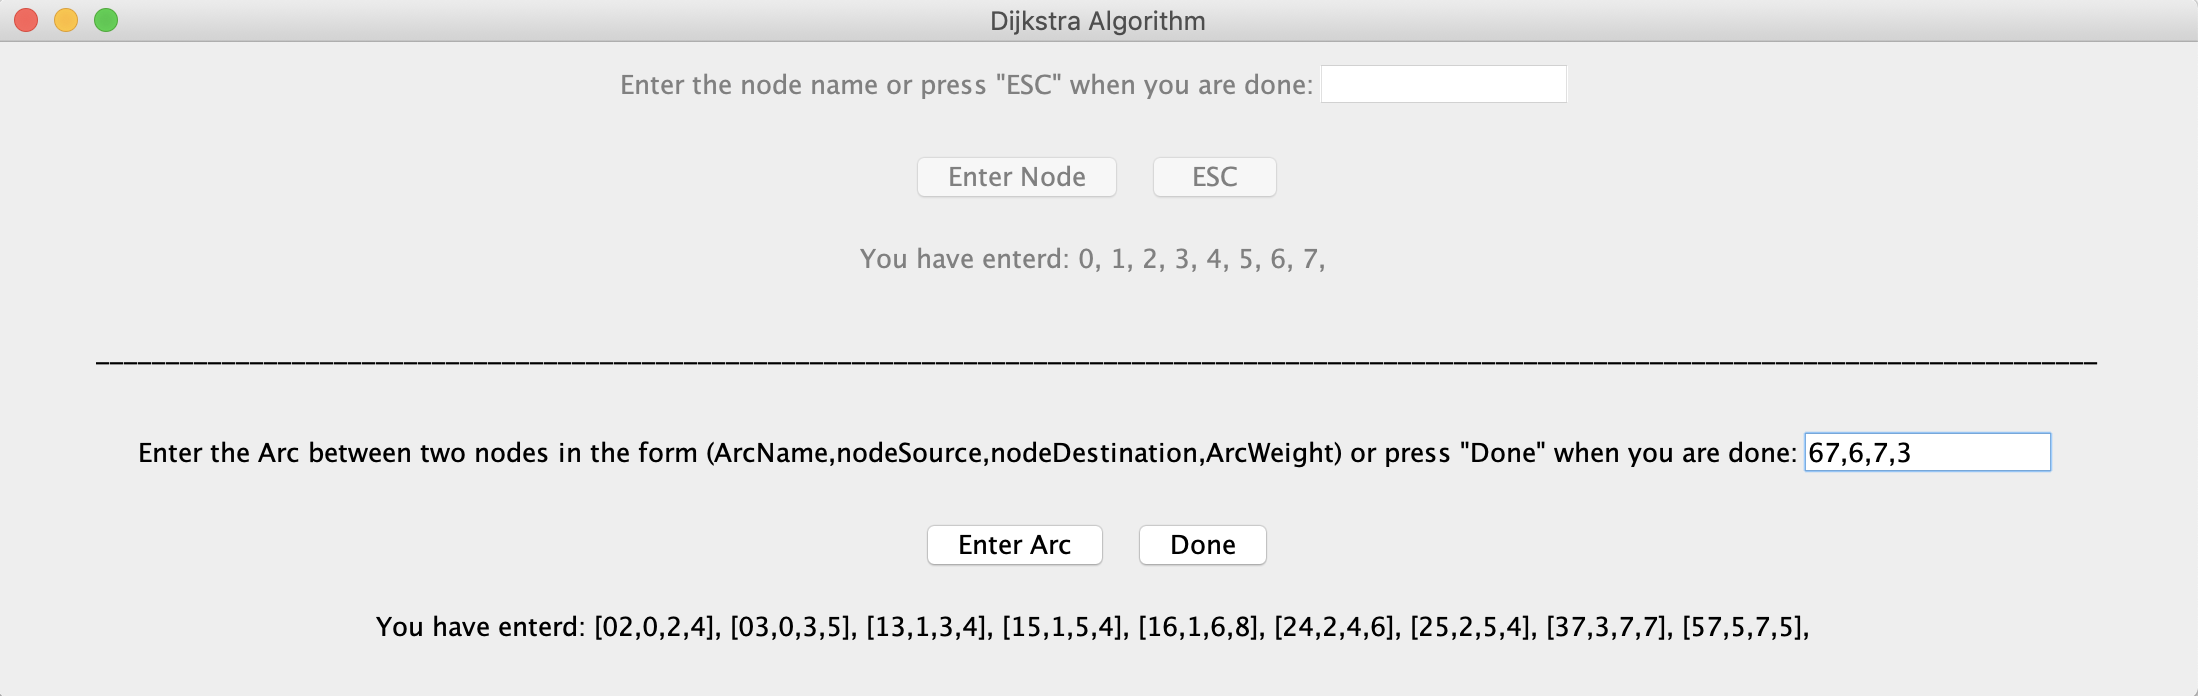 Dijkstra Algorithm
Enter the node name or press "ESC" when you are done:
Enter Node ESC
You have enterd: 0, 1, 2, 3, 4, 5, 6, 7,
Enter the Arc between two nodes in the form (ArcName,nodeSource,nodeDestination,ArcWeight) or press "Done" when you are done: 67,6,7,3
Enter Arc Done
You have enterd: [02,0,2,4], [03,0,3,5], [13,1,3,4], [15,1,5,4], [16,1,6,8], [24,2,4,6], [25,2,5,4], [37,3,7,7], [57,5,7,5],